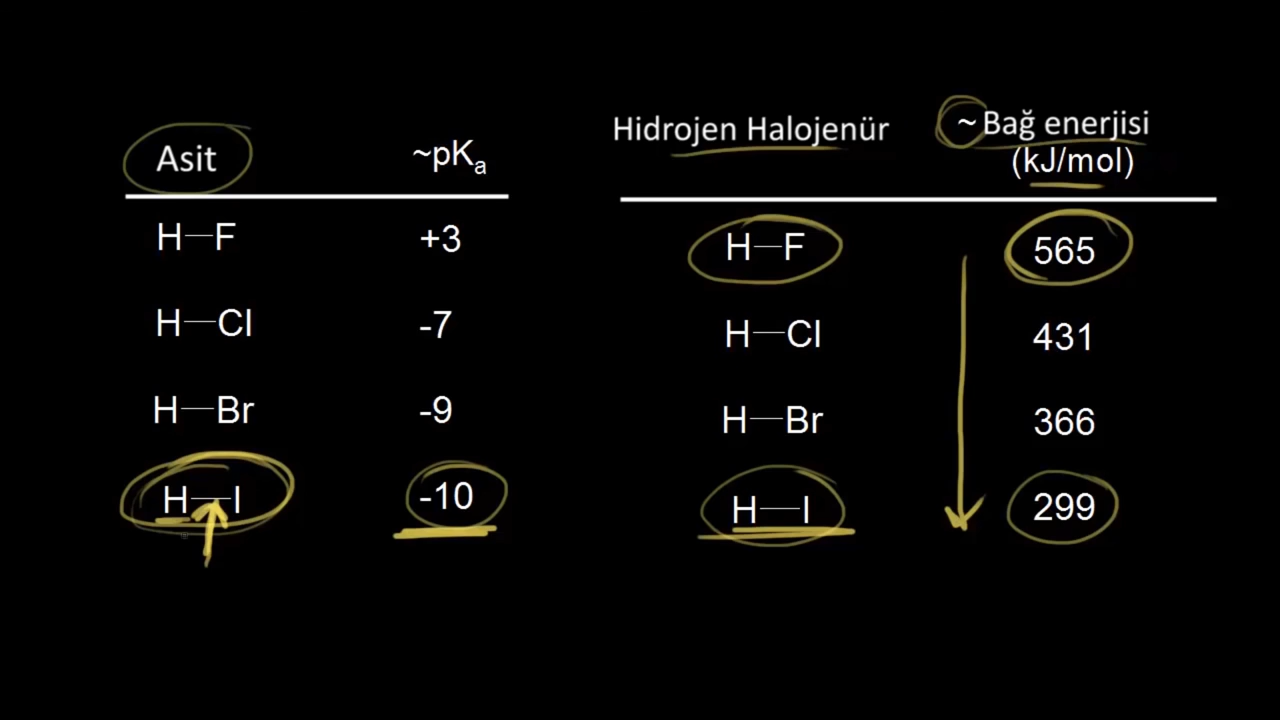 Asit ~pKa
H—F +3
H—Cl -7
H—Br -9
H—I -10
Hidrojen Halojenür ~ Bağ enerjisi
(kJ/mol)
H—F 565
H—Cl 431
H—Br 366
H—I 299